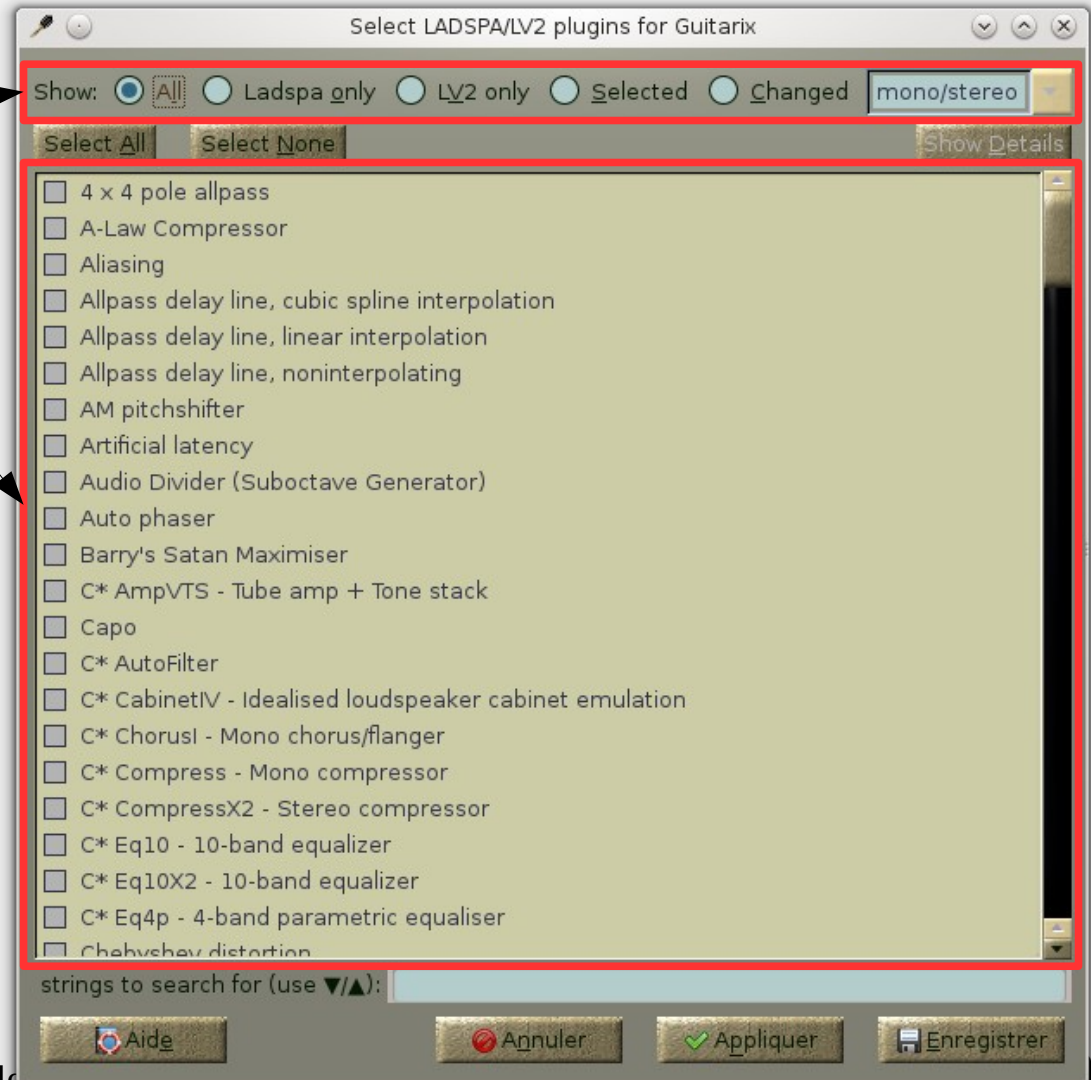 Select LADSPA/LV2 plugins for Guitarix
Show: All Ladspa only LV2 only Selected Changed mono/stereo
Select All Select None Show Details
4 x 4 pole allpass
A-Law Compressor
Aliasing
Allpass delay line, cubic spline interpolation
Allpass delay line, linear interpolation
Allpass delay line, noninterpolating
AM pitchshifter
Artificial latency
Audio Divider (Suboctave Generator)
Auto phaser
Barry's Satan Maximiser
C* AmpVTS - Tube amp + Tone stack
Capo
C* AutoFilter
C* CabinetIV - Idealised loudspeaker cabinet emulation
C* ChorusI - Mono chorus/flanger
C* Compress - Mono compressor
C* CompressX2 - Stereo compressor
C* Eq10 - 10-band equalizer
C* Eq10X2 - 10-band equalizer
C* Eq4p - 4-band parametric equaliser
Chebyshev distortion
strings to search for (use ▼/▲):
Aide Annuler Appliquer Enregistrer